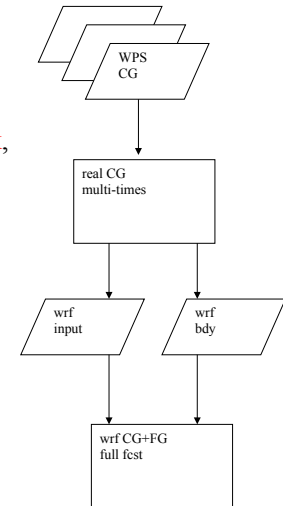 WPS
CG
,
real CG
multi-times
wrf
input
wrf
bdy
wrf CG+FG
full fcst